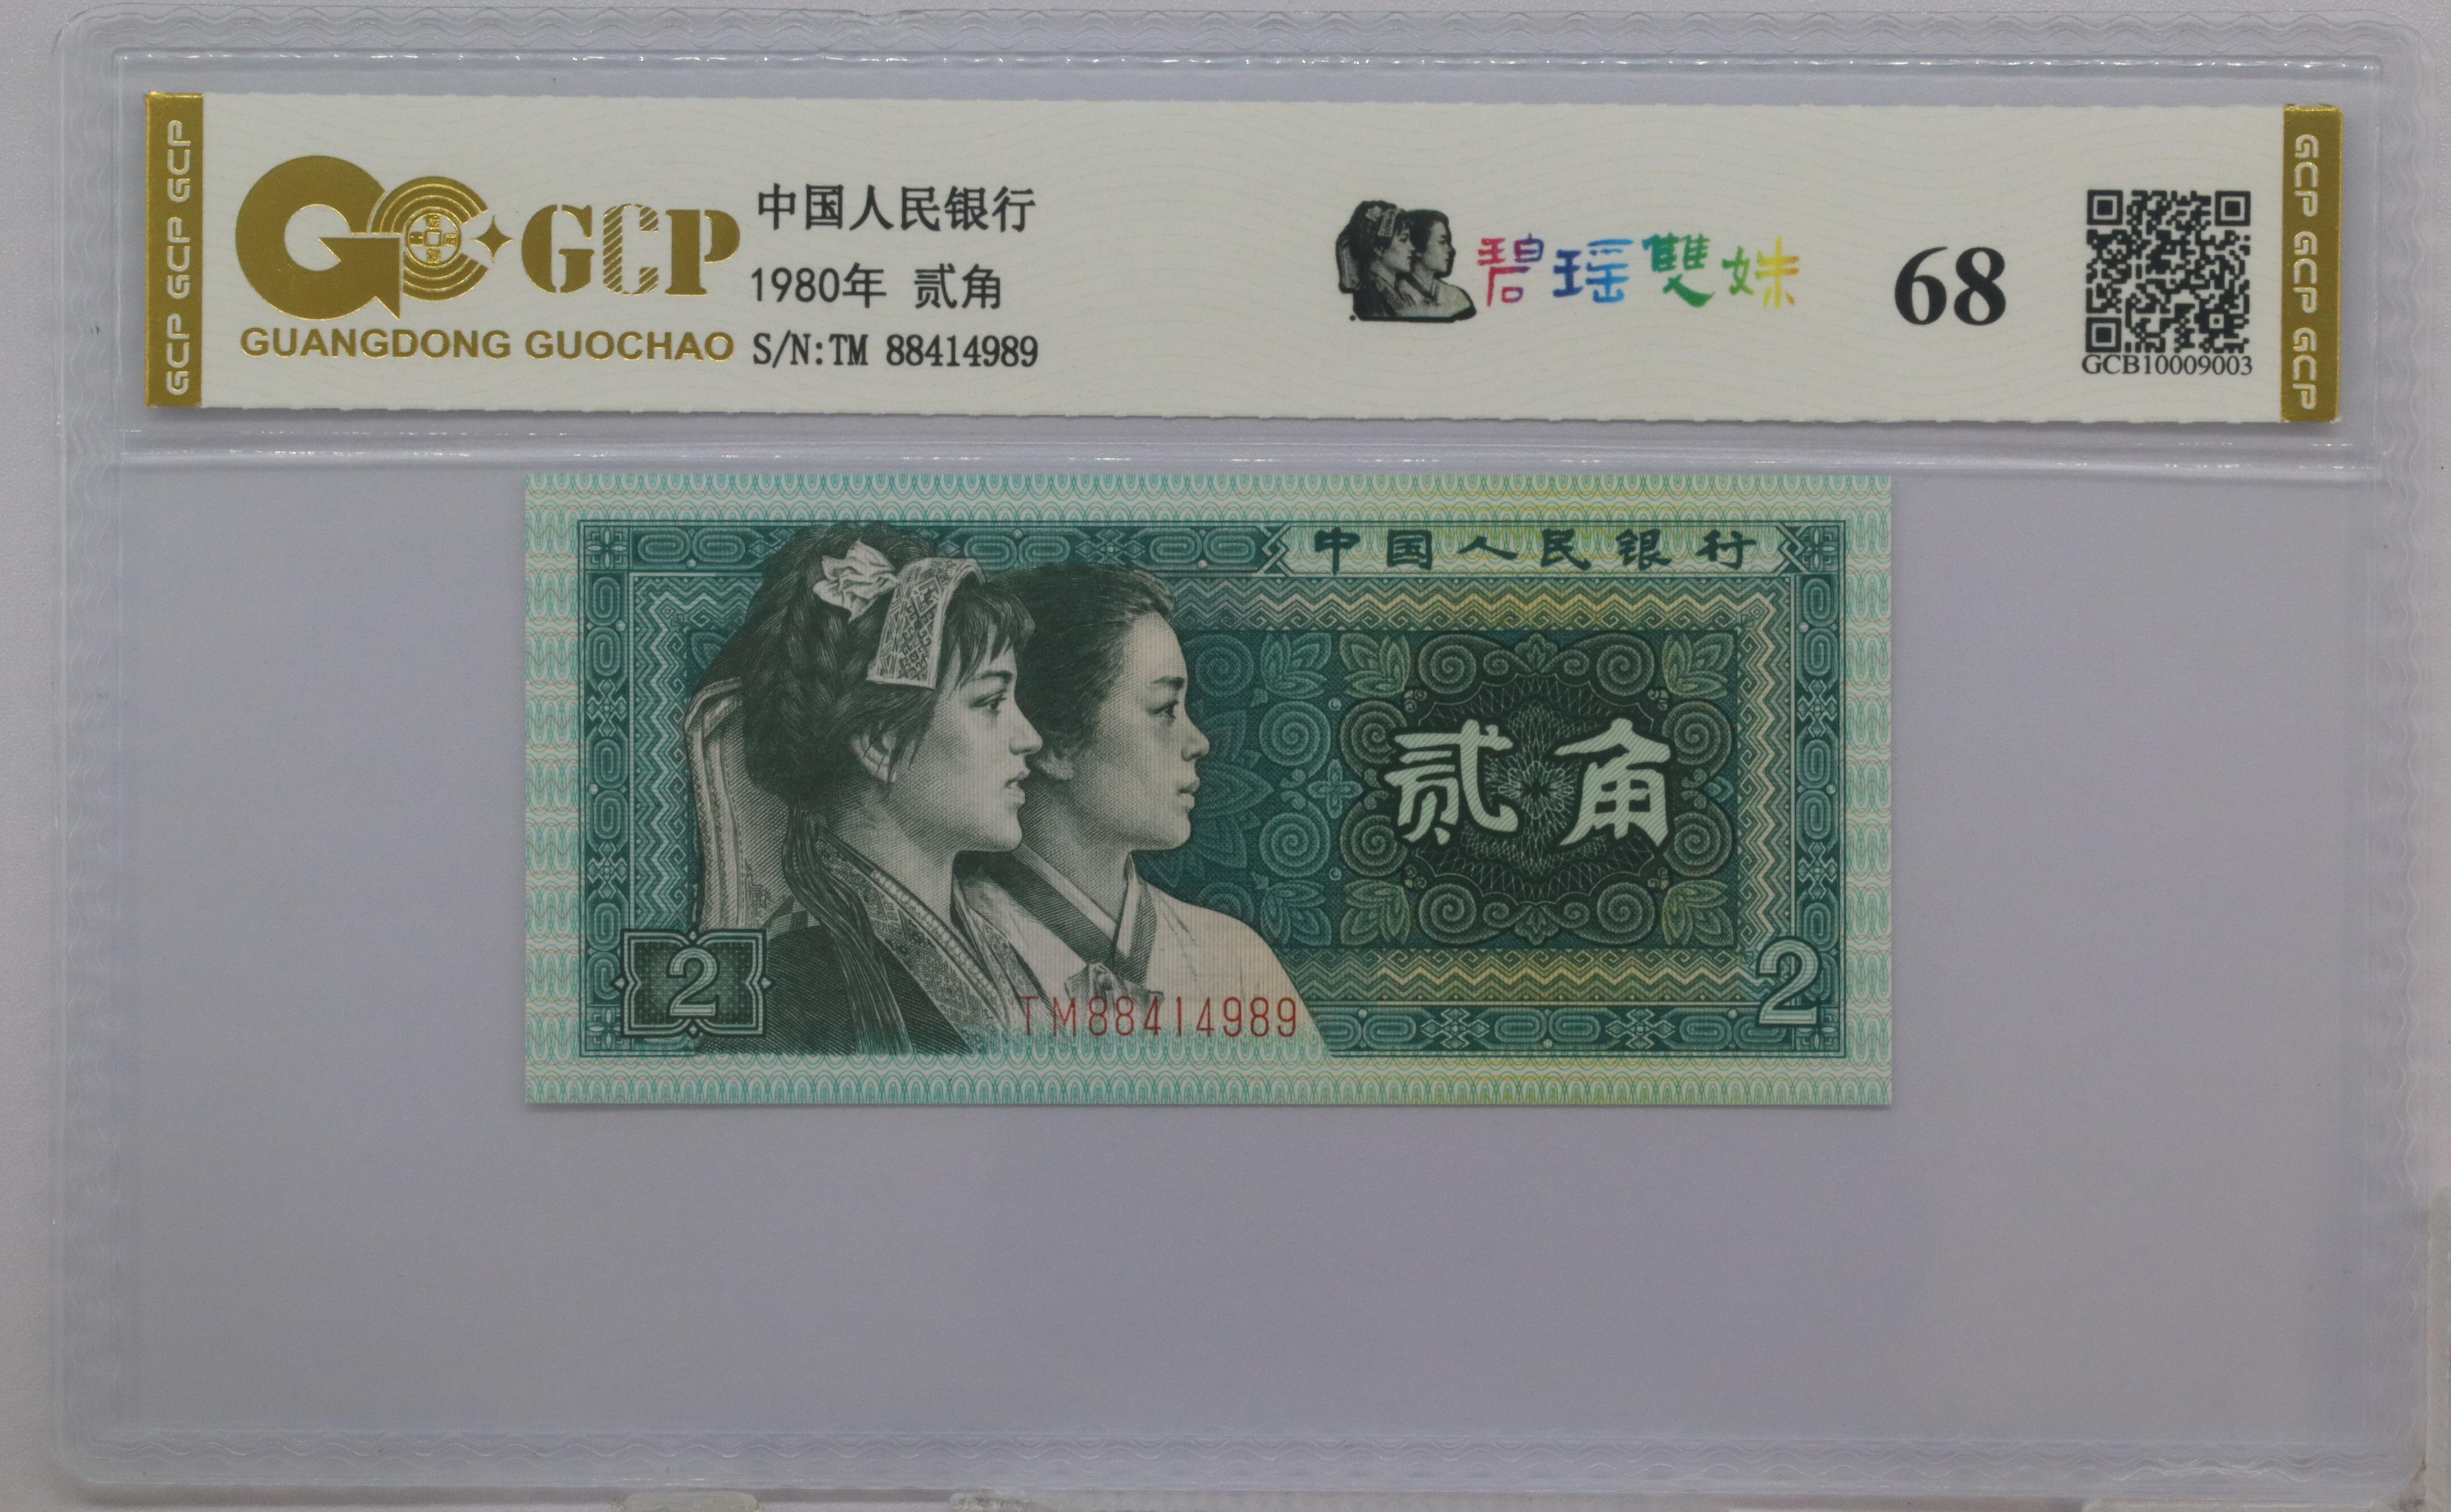 GCP GCP GCP
GCP
GUANGDONG GUOCHAO
中国人民银行
1980年 贰角
S/N:TM 88414989
碧瑶雙妹
68
GCB10009003
GCP GCP GCP
中国人民银行
贰角
2
2
TM88414989